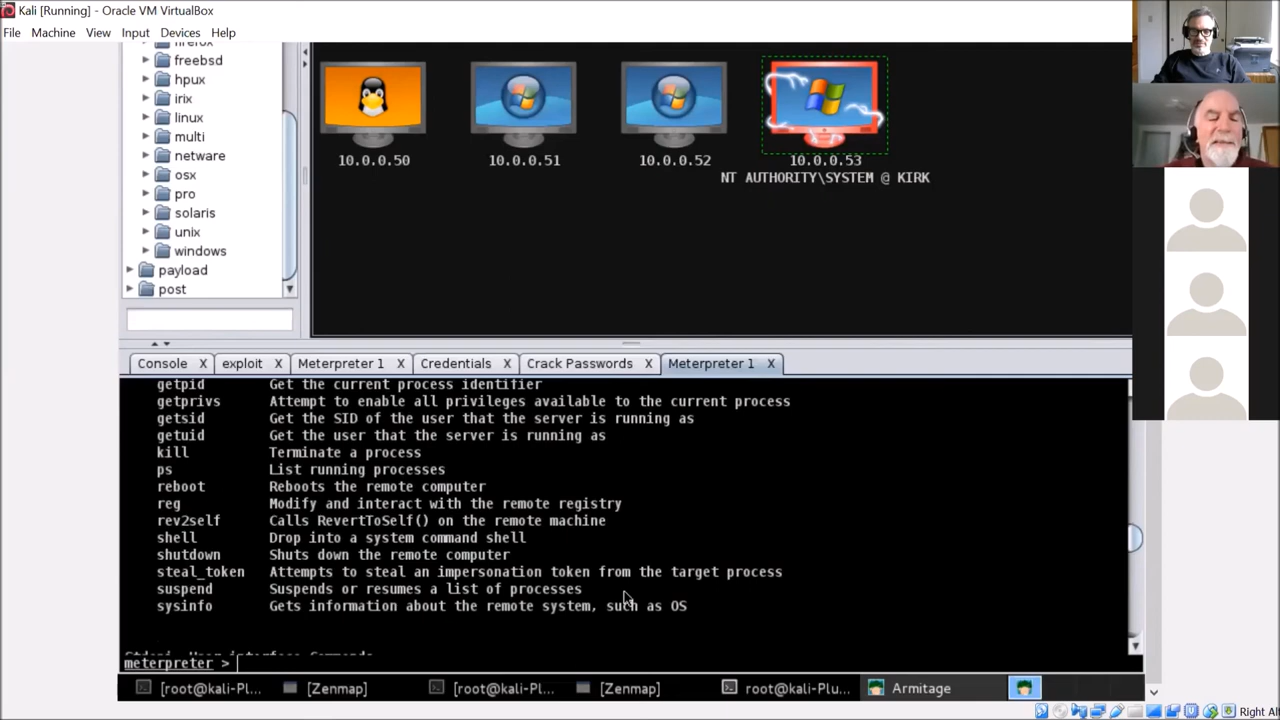 Kali [Running] - Oracle VM VirtualBox
File Machine View Input Devices Help
firefox
freebsd
hpux
irix
linux
multi
netware
osx
pro
solaris
unix
windows
payload
post
10.0.0.50
10.0.0.51
10.0.0.52
10.0.0.53
NT AUTHORITY\SYSTEM @ KIRK
Console X exploit X Meterpreter 1 X Credentials X Crack Passwords X Meterpreter 1 X
getpid Get the current process identifier
getprivs Attempt to enable all privileges available to the current process
getsid Get the SID of the user that the server is running as
getuid Get the user that the server is running as
kill Terminate a process
ps List running processes
reboot Reboots the remote computer
reg Modify and interact with the remote registry
rev2self Calls RevertToSelf() on the remote machine
shell Drop into a system command shell
shutdown Shuts down the remote computer
steal_token Attempts to steal an impersonation token from the target process
suspend Suspends or resumes a list of processes
sysinfo Gets information about the remote system, such as OS
Stdapi: User interface Commands
meterpreter >
[root@kali-Pl... [Zenmap] [root@kali-Pl... [Zenmap] root@kali-Plu... Armitage
Right Al